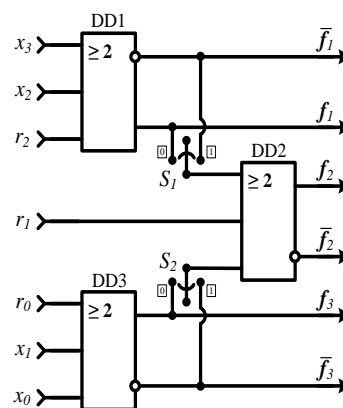 x₃
DD1
≥ 2
f̅₁
x₂
r₂
f₁
0
1
S₁
DD2
≥ 2
f₂
r₁
f̅₂
S₂
0
1
DD3
r₀
≥ 2
f₃
x₁
x₀
f̅₃